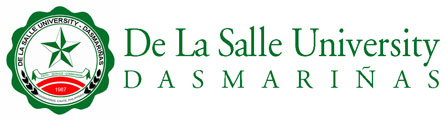 DE LA SALLE UNIVERSITY - DASMARIÑAS
1987
De La Salle University
DASMARIÑAS